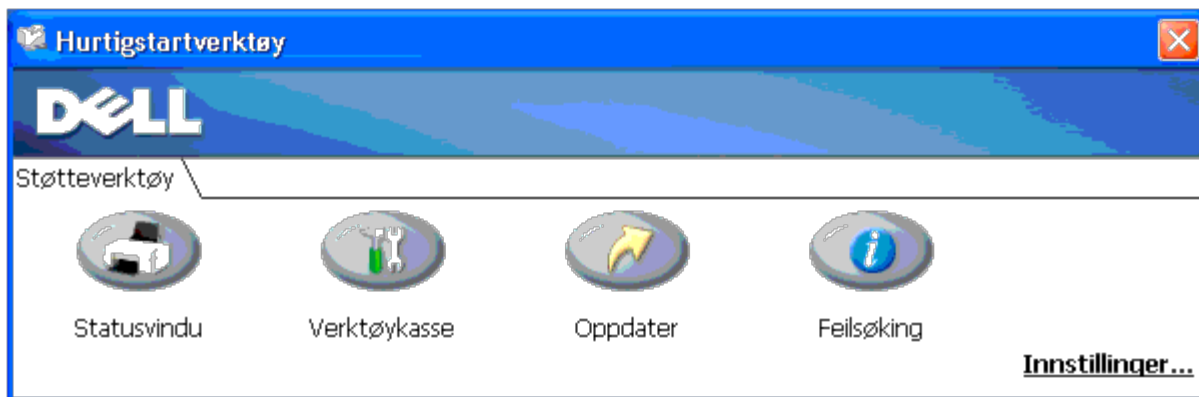 Hurtigstartverktøy
DELL
Støtteverktøy
Statusvindu
Verktøykasse
Oppdater
Feilsøking
Innstillinger...